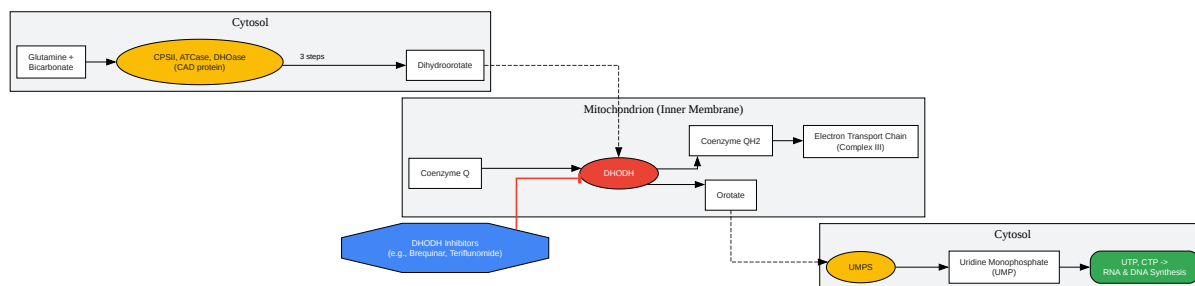 Cytosol
Glutamine +
Bicarbonate
CPSII, ATCase, DHOase
(CAD protein)
3 steps
Dihydroorotate
Mitochondrion (Inner Membrane)
Coenzyme Q
DHODH
Coenzyme QH2
Electron Transport Chain
(Complex III)
Orotate
DHODH Inhibitors
(e.g., Brequinar, Teriflunomide)
Cytosol
UMPS
Uridine Monophosphate
(UMP)
UTP, CTP ->
RNA & DNA Synthesis